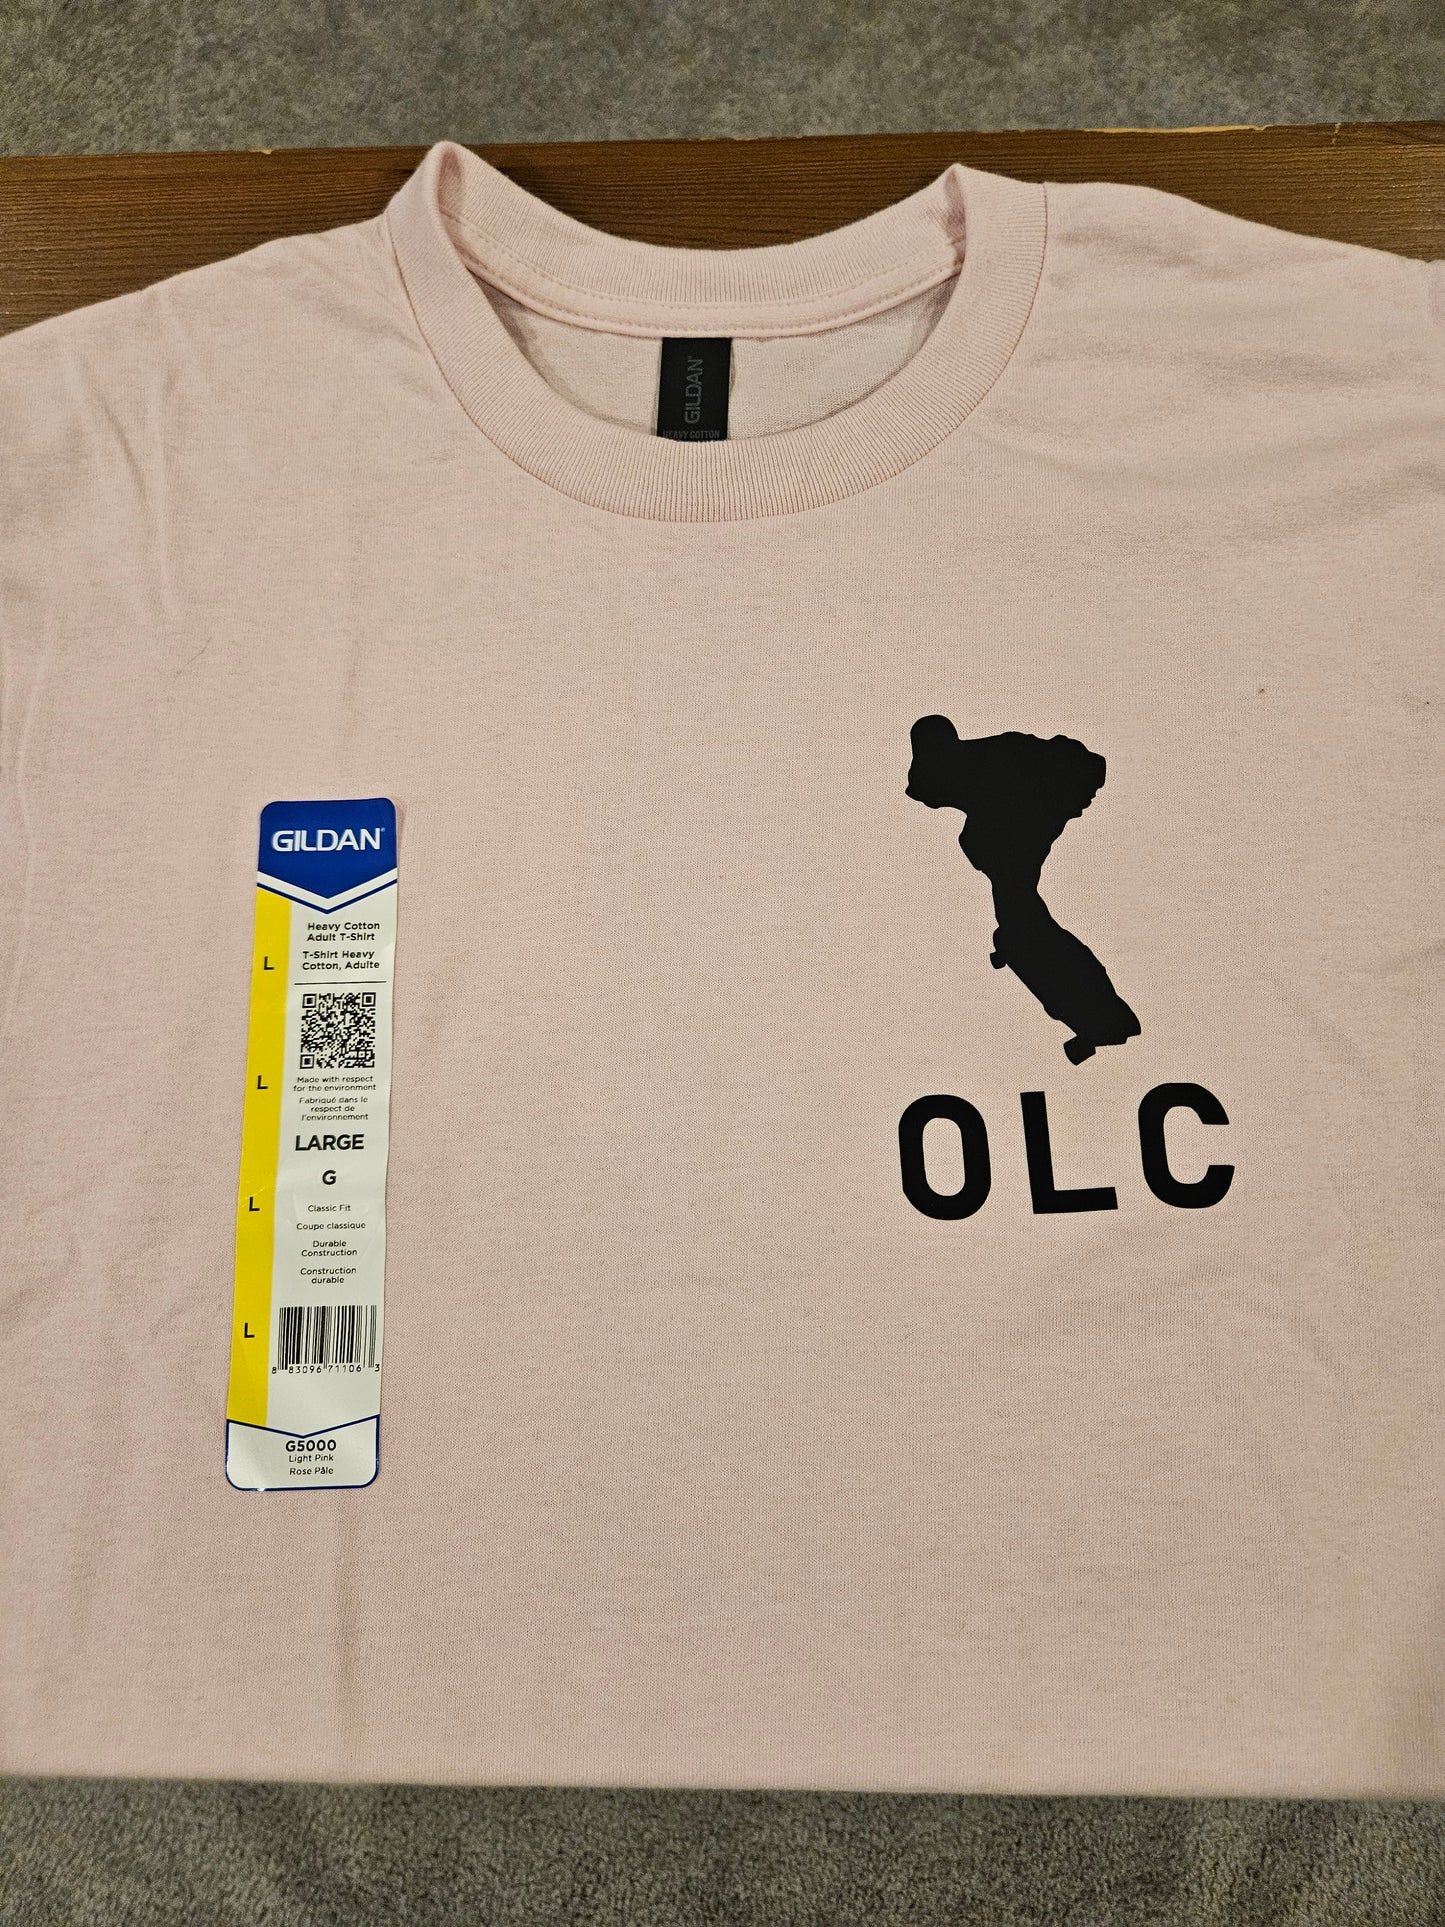 GILDAN
HEAVY COTTON
GILDAN
Heavy Cotton
Adult T-Shirt
T-Shirt Heavy
Cotton, Adulte
L
Made with respect
for the environment
Fabriqué dans le
respect de
l'environnement
L
LARGE
G
L
Classic Fit
Coupe classique
Durable
Construction
Construction
durable
L
8 83096 71106 3
G5000
Light Pink
Rose Pâle
OLC